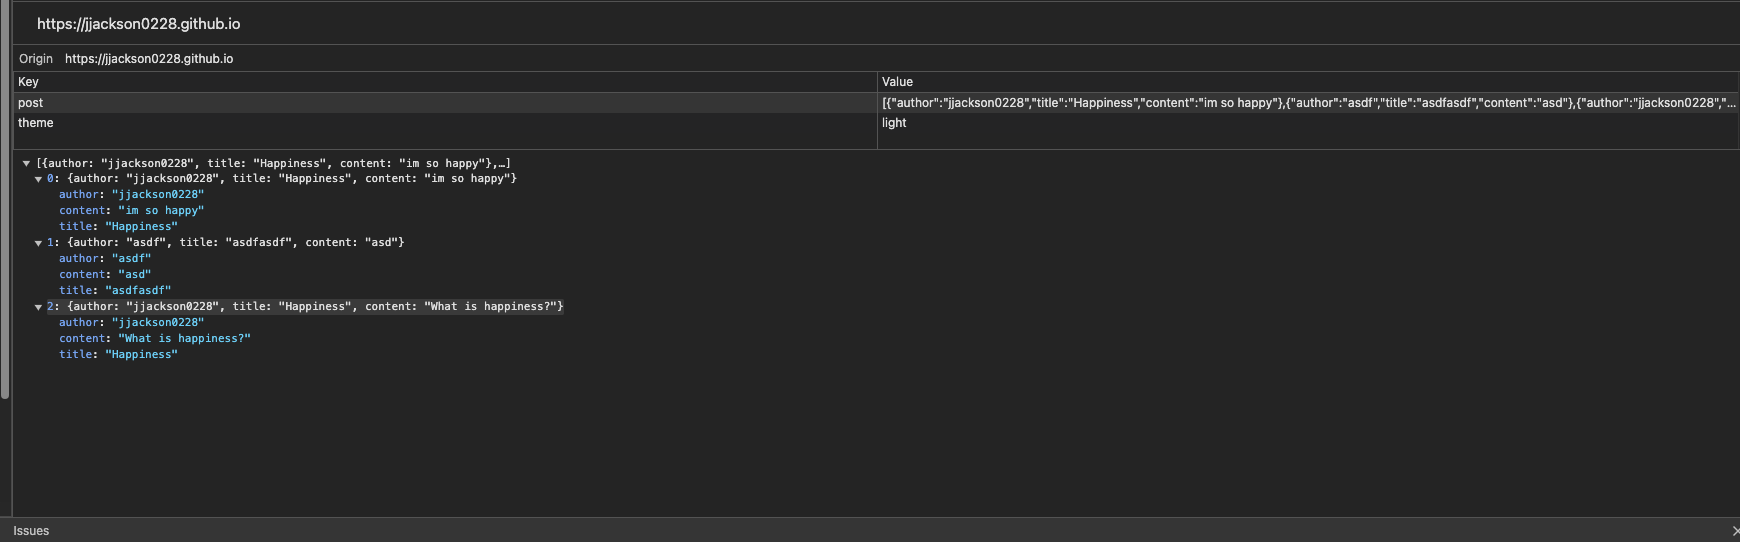 https://jjackson0228.github.io
Origin https://jjackson0228.github.io
Key Value
post [{"author":"jjackson0228","title":"Happiness","content":"im so happy"},{"author":"asdf","title":"asdfasdf","content":"asd"},{"author":"jjackson0228","...
theme light
[{author: "jjackson0228", title: "Happiness", content: "im so happy"},…]
0: {author: "jjackson0228", title: "Happiness", content: "im so happy"}
author: "jjackson0228"
content: "im so happy"
title: "Happiness"
1: {author: "asdf", title: "asdfasdf", content: "asd"}
author: "asdf"
content: "asd"
title: "asdfasdf"
2: {author: "jjackson0228", title: "Happiness", content: "What is happiness?"}
author: "jjackson0228"
content: "What is happiness?"
title: "Happiness"
Issues